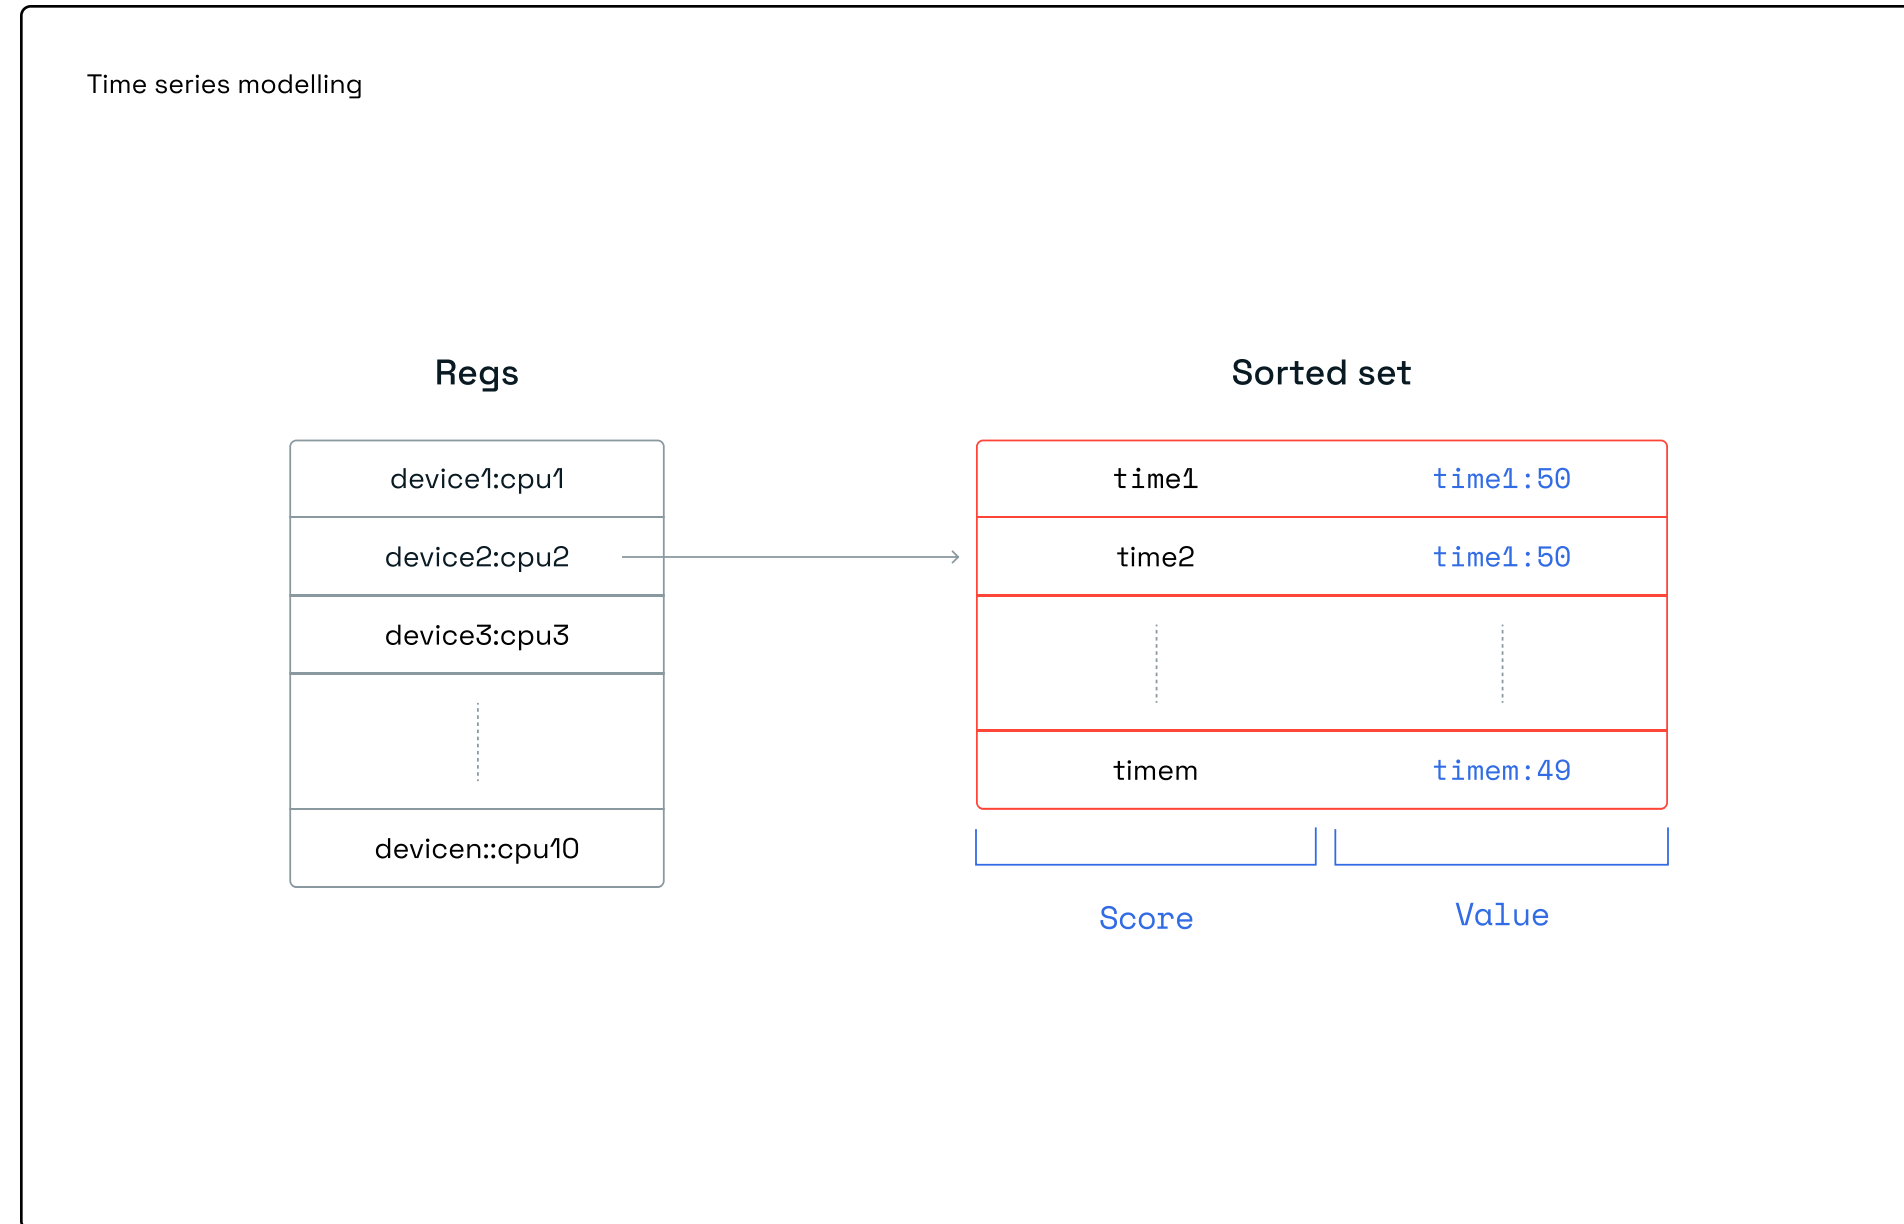 Time series modelling
Regs
Sorted set
device1:cpu1
time1 time1:50
device2:cpu2
time2 time1:50
device3:cpu3
timem timem:49
devicen::cpu10
Score
Value